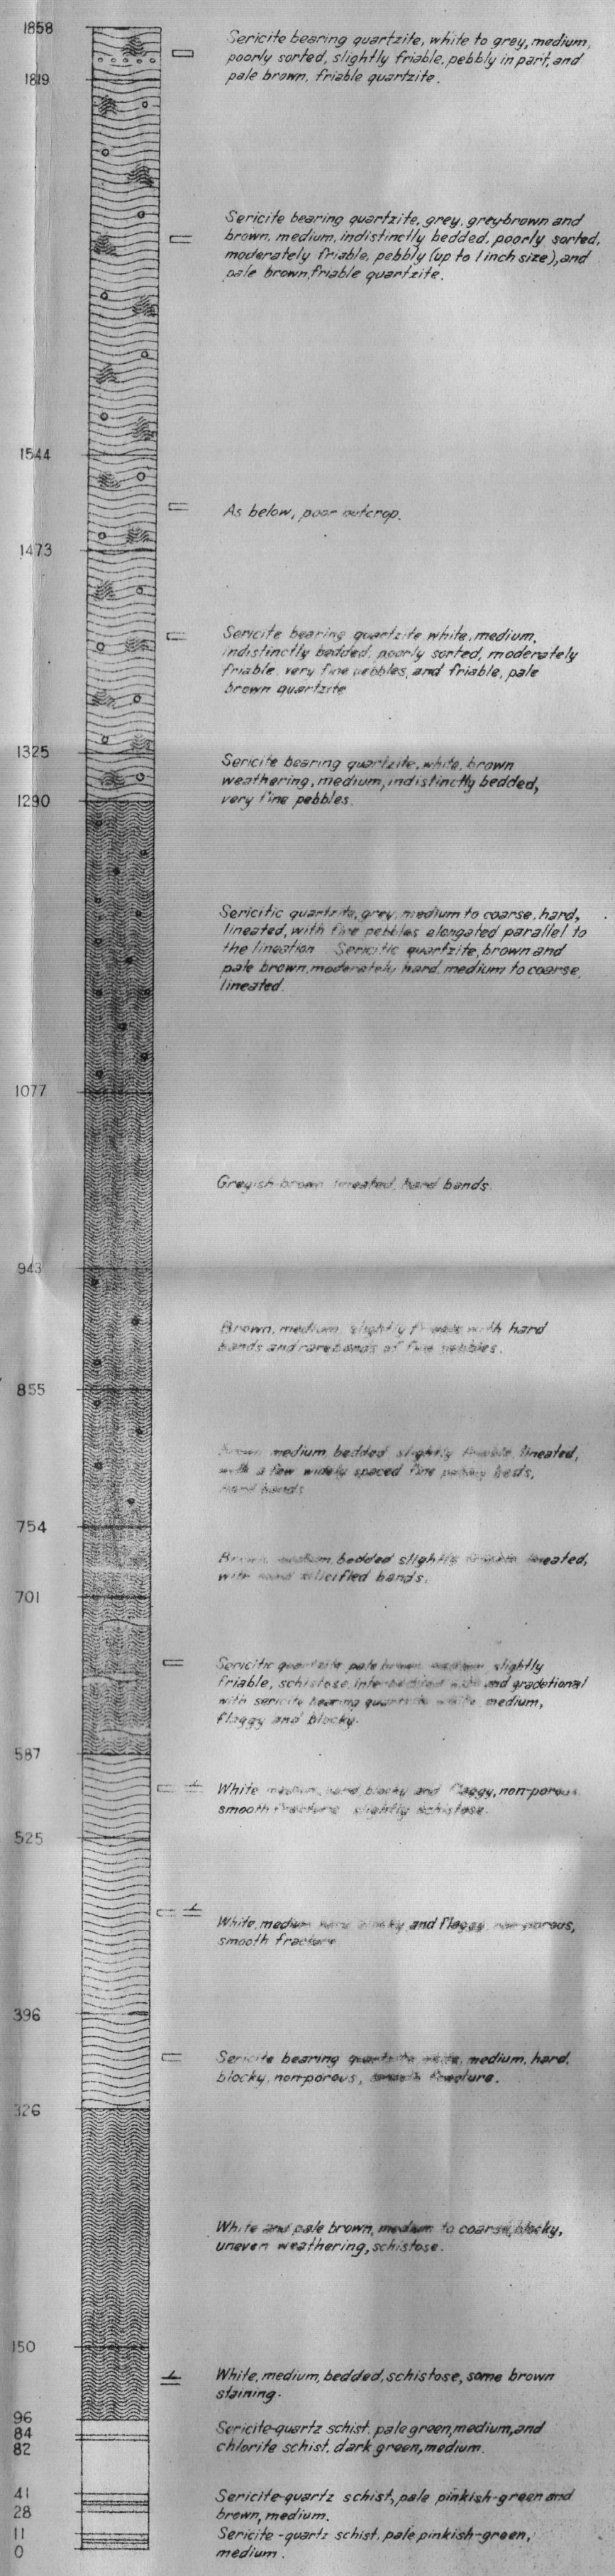 1858
Sericite bearing quartzite, white to grey, medium,
poorly sorted, slightly friable, pebbly in part, and
pale brown, friable quartzite.
1819
Sericite bearing quartzite, grey, grey-brown and
brown, medium, indistinctly bedded, poorly sorted,
moderately friable, pebbly (up to 1 inch size), and
pale brown, friable quartzite.
1544
As below, poor outcrop.
1473
Sericite bearing quartzite white, medium,
indistinctly bedded, poorly sorted, moderately
friable, very fine pebbles, and friable, pale
brown quartzite
1325
Sericite bearing quartzite, white, brown
weathering, medium, indistinctly bedded,
very fine pebbles.
1290
Sericitic quartzite, grey, medium to coarse, hard,
lineated, with fine pebbles elongated parallel to
the lineation. Sericitic quartzite, brown and
pale brown, moderately hard, medium to coarse,
lineated.
1077
Greyish-brown lineated, hard bands.
943
Brown, medium, slightly friable with hard
bands and rare bands of fine pebbles.
855
medium bedded slightly friable, lineated,
with a few widely spaced fine pebbly beds,
hard bands
754
Brown medium, bedded slightly friable lineated,
with silicified bands.
701
Sericitic quartzite pale brown slightly
friable, schistose interbedded with and gradational
with sericite bearing quartzite white, medium,
flaggy and blocky.
587
White medium, hard, blocky and flaggy, non-porous
smooth fracture slightly schistose.
525
White, medium hard blocky and flaggy non-porous,
smooth fracture
396
Sericite bearing quartzite white, medium, hard,
blocky, non-porous, smooth fracture.
326
White and pale brown, medium to coarse, blocky,
uneven weathering, schistose.
150
White, medium, bedded, schistose, some brown
staining.
96
84
82
Sericite-quartz schist, pale green, medium, and
chlorite schist, dark green, medium.
41
28
Sericite-quartz schist, pale pinkish-green and
brown, medium.
11
0
Sericite-quartz schist, pale pinkish-green,
medium.